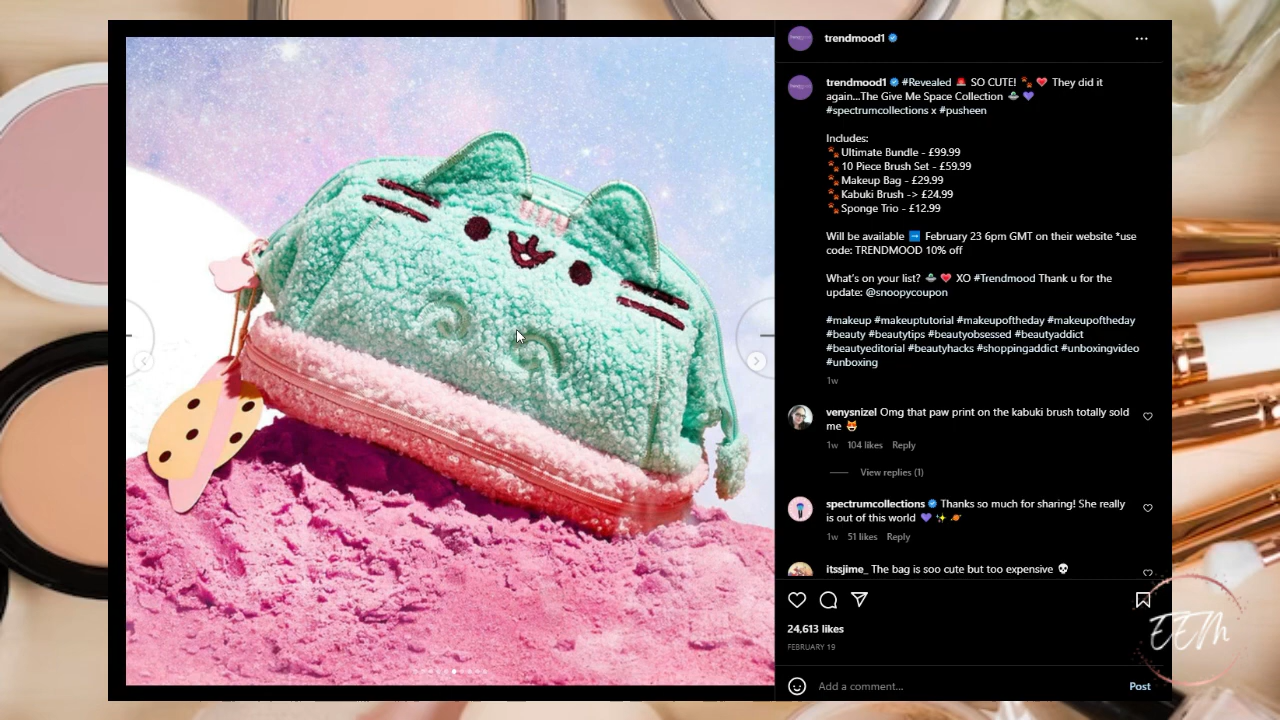 trendmood1
trendmood1 #Revealed 🚨 SO CUTE! 🐾 ❤️ They did it
again...The Give Me Space Collection 🛸 💜
#spectrumcollections x #pusheen
Includes:
🐾 Ultimate Bundle - £99.99
🐾 10 Piece Brush Set - £59.99
🐾 Makeup Bag - £29.99
🐾 Kabuki Brush -> £24.99
🐾 Sponge Trio - £12.99
Will be available ➡️ February 23 6pm GMT on their website *use
code: TRENDMOOD 10% off
What's on your list? 🛸 ❤️ XO #Trendmood Thank u for the
update: @snoopycoupon
#makeup #makeuptutorial #makeupoftheday #makeupoftheday
#beauty #beautytips #beautyobsessed #beautyaddict
#beautyeditorial #beautyhacks #shoppingaddict #unboxingvideo
#unboxing
1w
venysnizel Omg that paw print on the kabuki brush totally sold
me 🦊
1w 104 likes Reply
View replies (1)
spectrumcollections Thanks so much for sharing! She really
is out of this world 💜 ✨ 🪐
1w 51 likes Reply
itssjime_ The bag is soo cute but too expensive 💀
24,613 likes
FEBRUARY 19
Add a comment...
Post
EEM